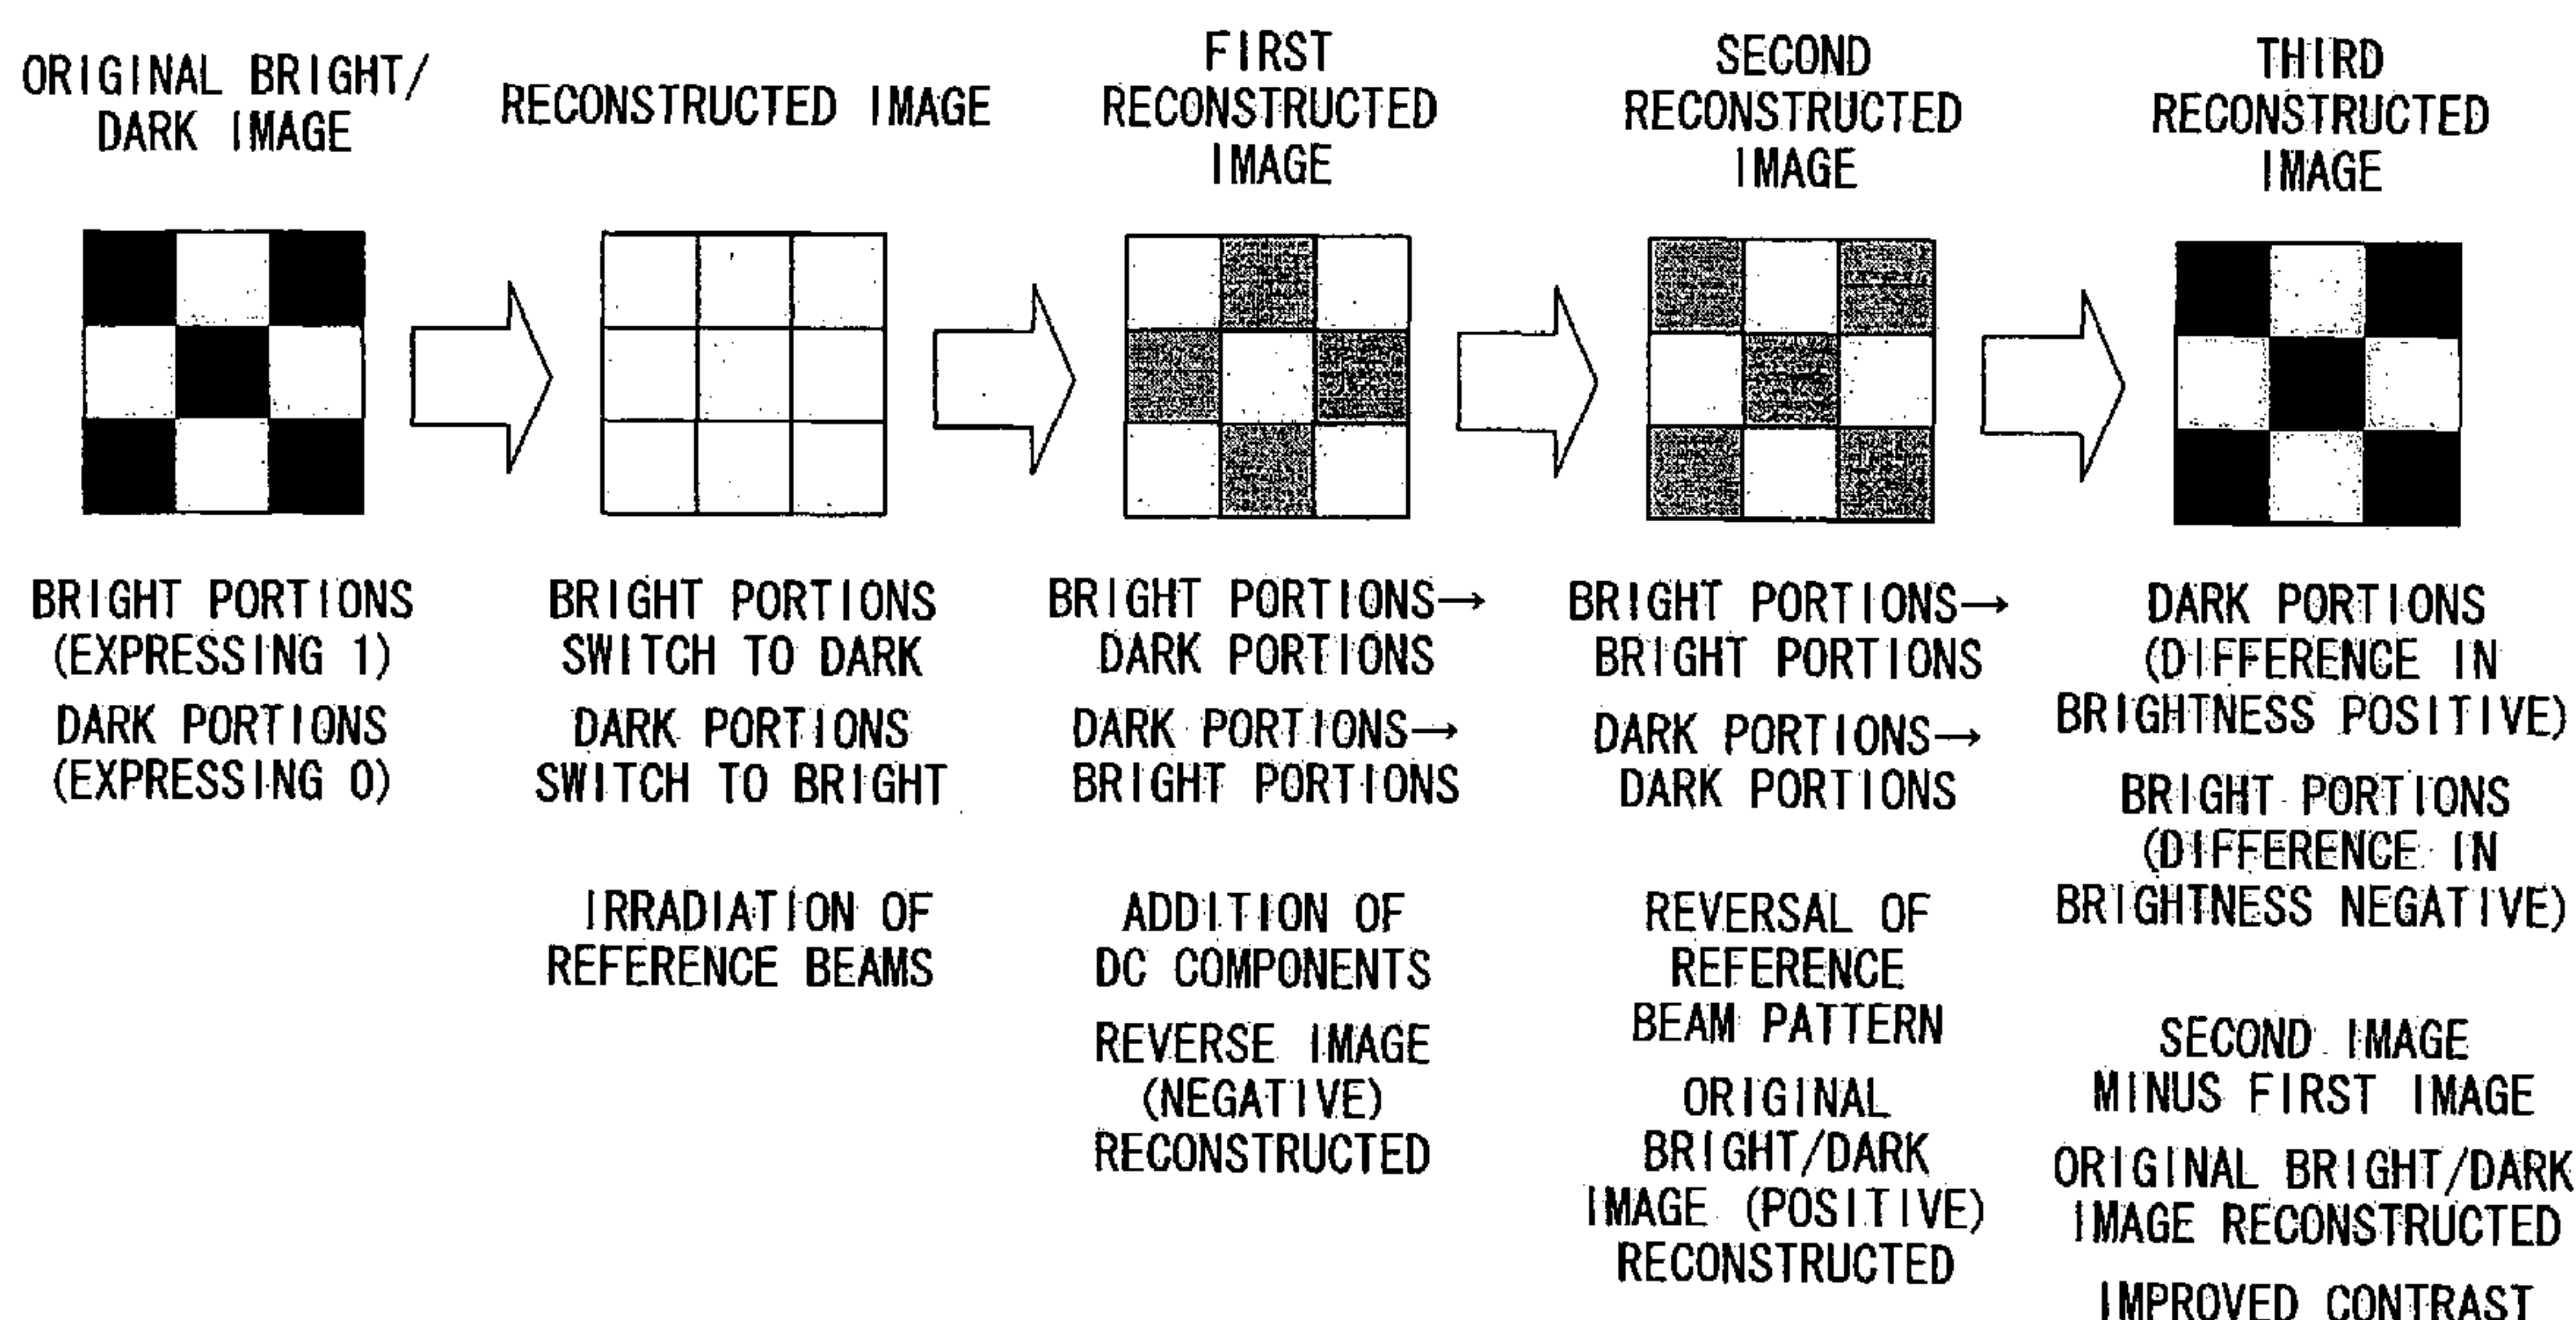 ORIGINAL BRIGHT/
DARK IMAGE
RECONSTRUCTED IMAGE
FIRST
RECONSTRUCTED
IMAGE
SECOND
RECONSTRUCTED
IMAGE
THIRD
RECONSTRUCTED
IMAGE
BRIGHT PORTIONS
(EXPRESSING 1)
DARK PORTIONS
(EXPRESSING 0)
BRIGHT PORTIONS
SWITCH TO DARK
DARK PORTIONS
SWITCH TO BRIGHT
IRRADIATION OF
REFERENCE BEAMS
BRIGHT PORTIONS→
DARK PORTIONS
DARK PORTIONS→
BRIGHT PORTIONS
ADDITION OF
DC COMPONENTS
REVERSE IMAGE
(NEGATIVE)
RECONSTRUCTED
BRIGHT PORTIONS→
BRIGHT PORTIONS
DARK PORTIONS→
DARK PORTIONS
REVERSAL OF
REFERENCE
BEAM PATTERN
ORIGINAL
BRIGHT/DARK
IMAGE (POSITIVE)
RECONSTRUCTED
DARK PORTIONS
(DIFFERENCE IN
BRIGHTNESS POSITIVE)
BRIGHT PORTIONS
(DIFFERENCE IN
BRIGHTNESS NEGATIVE)
SECOND IMAGE
MINUS FIRST IMAGE
ORIGINAL BRIGHT/DARK
IMAGE RECONSTRUCTED
IMPROVED CONTRAST